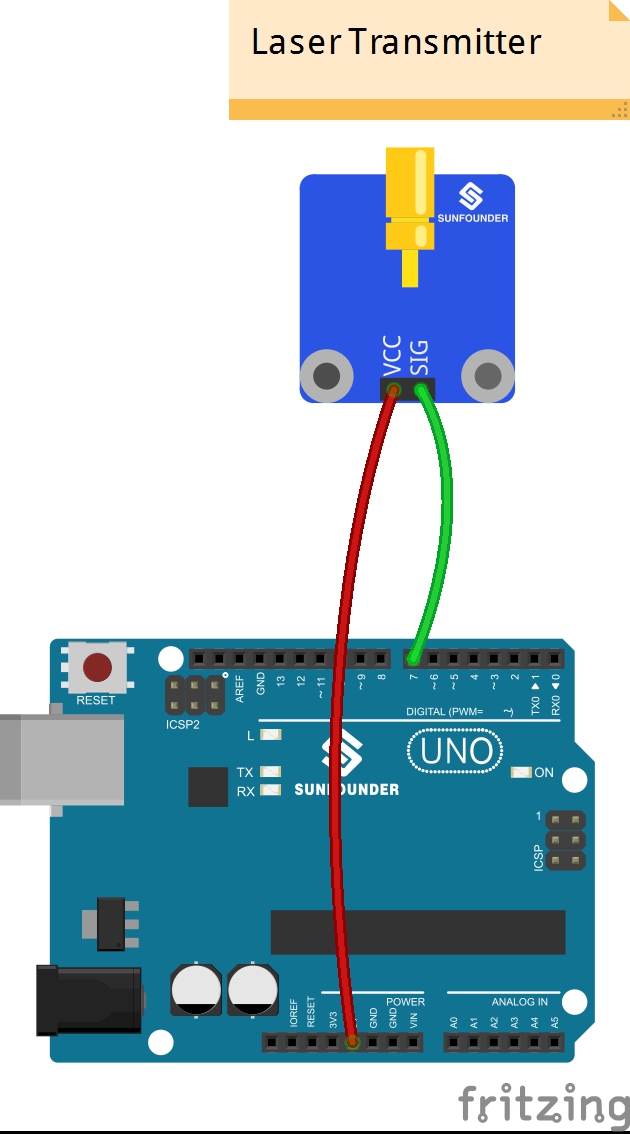 Laser Transmitter
SUNFOUNDER
VCC
SIG
RESET
ICSP2
AREF
GND
13
12
~11
~9
8
7
~6
~5
4
~3
2
TX0 ▶ 1
RX0 ◀ 0
DIGITAL (PWM= ~)
L
TX
RX
SUNFOUNDER
UNO
ON
1
ICSP
IOREF
RESET
3V3
GND
GND
VIN
POWER
ANALOG IN
A0
A1
A2
A3
A4
A5
fritzing